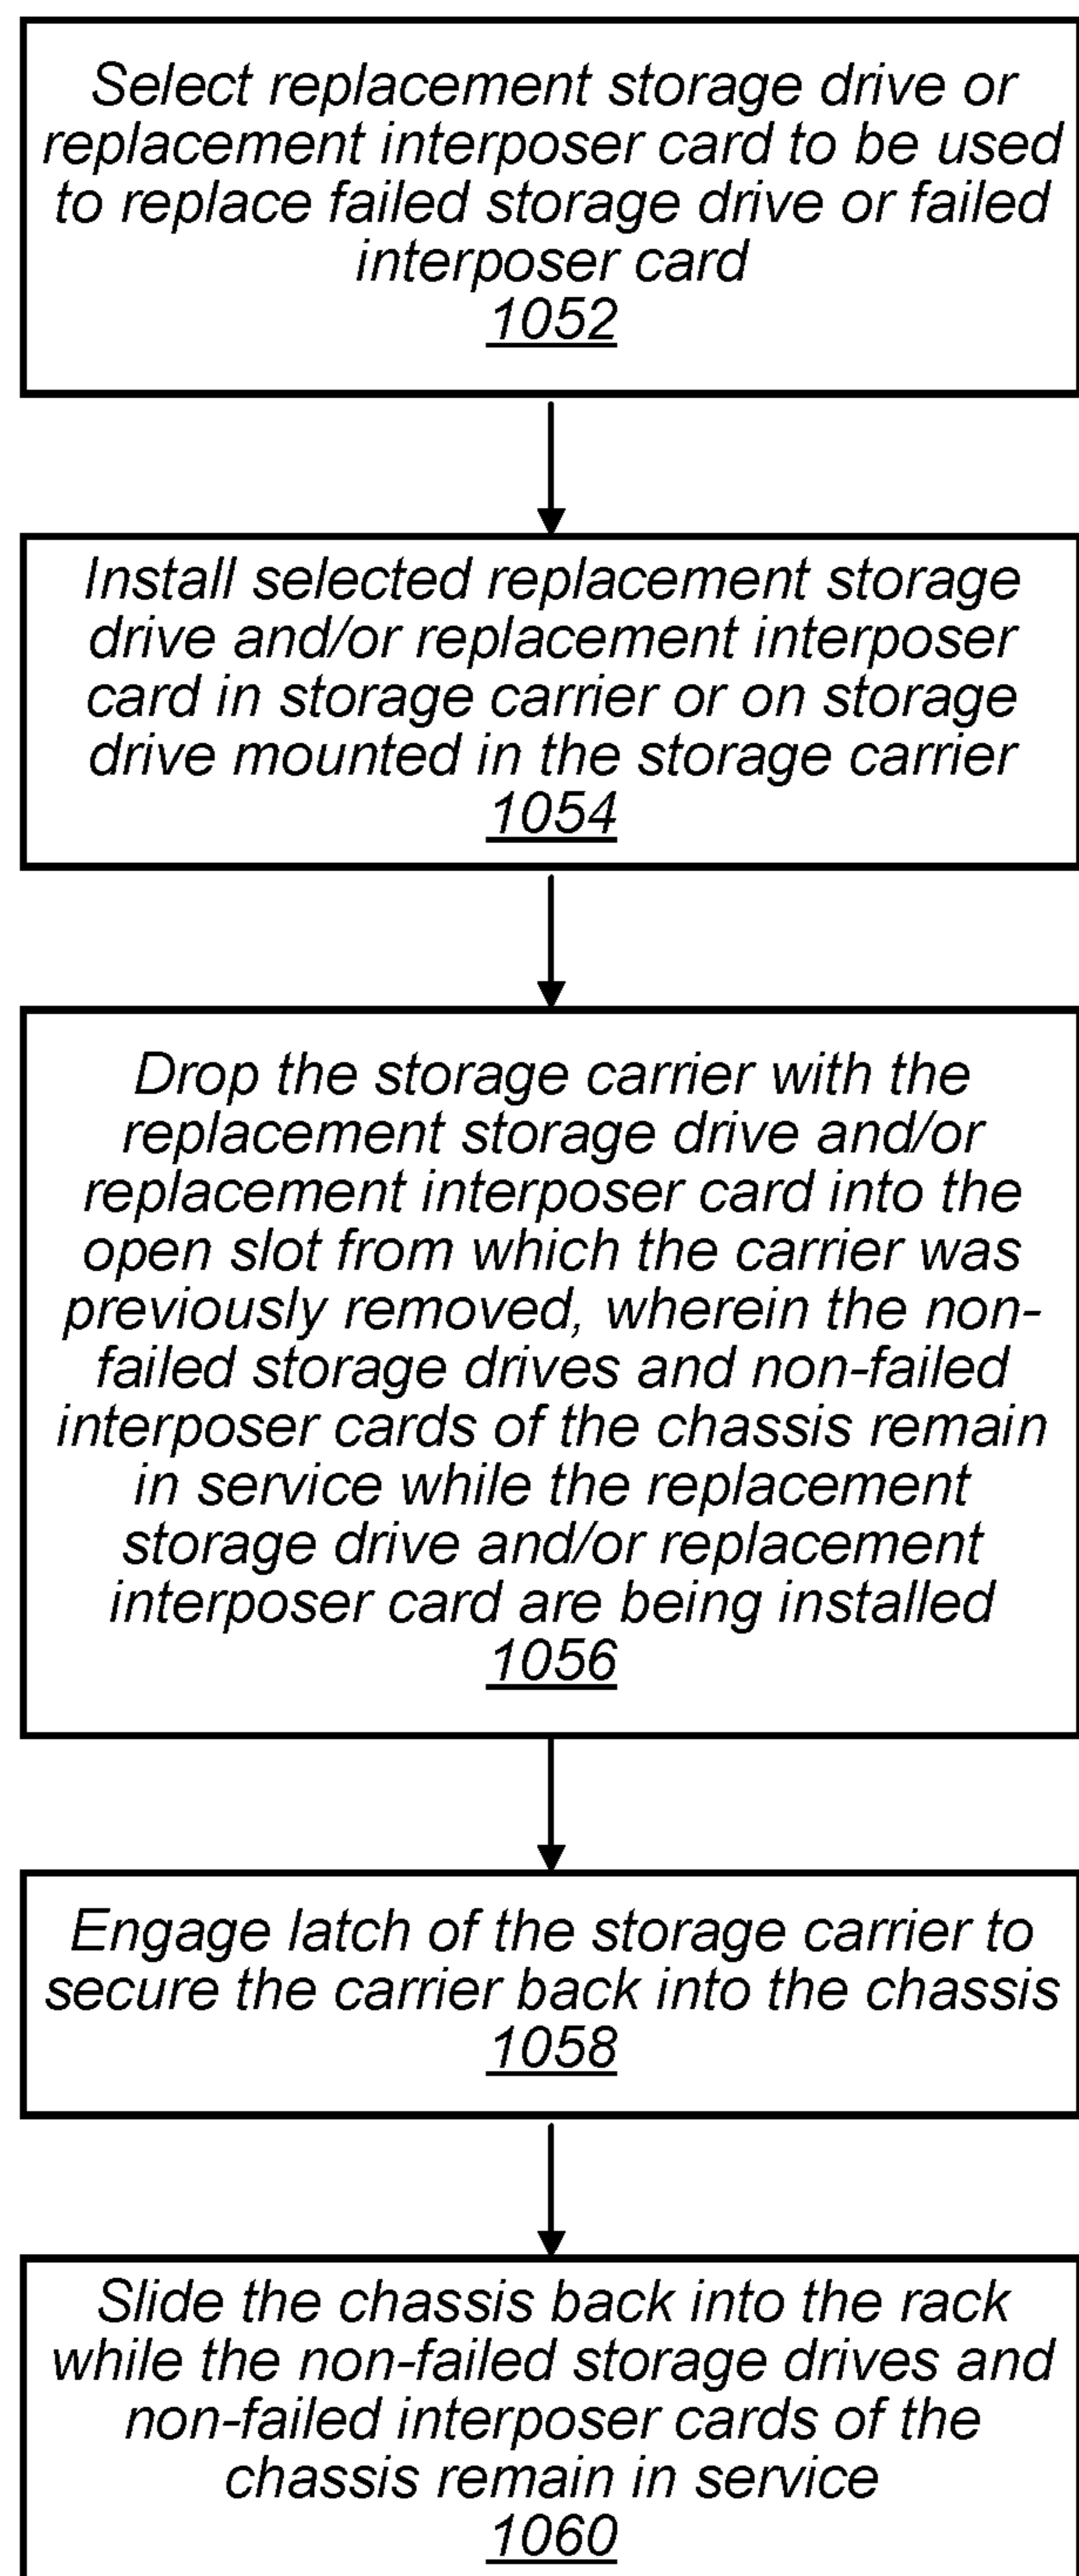 Select replacement storage drive or
replacement interposer card to be used
to replace failed storage drive or failed
interposer card
1052
Install selected replacement storage
drive and/or replacement interposer
card in storage carrier or on storage
drive mounted in the storage carrier
1054
Drop the storage carrier with the
replacement storage drive and/or
replacement interposer card into the
open slot from which the carrier was
previously removed, wherein the non-
failed storage drives and non-failed
interposer cards of the chassis remain
in service while the replacement
storage drive and/or replacement
interposer card are being installed
1056
Engage latch of the storage carrier to
secure the carrier back into the chassis
1058
Slide the chassis back into the rack
while the non-failed storage drives and
non-failed interposer cards of the
chassis remain in service
1060